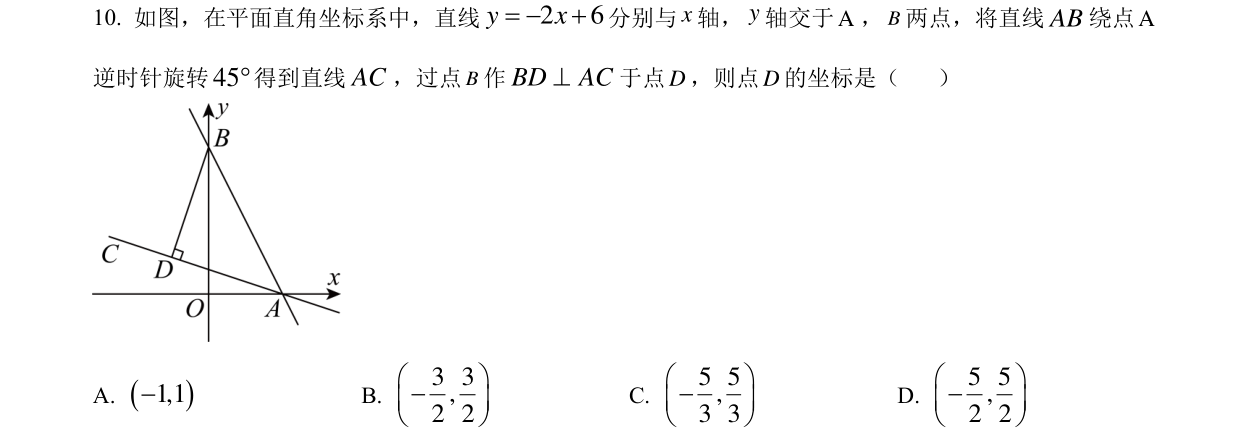 10. 如图，在平面直角坐标系中，直线 y = -2x + 6 分别与 x 轴， y 轴交于 A ， B 两点，将直线 AB 绕点 A
逆时针旋转 45° 得到直线 AC ，过点 B 作 BD ⊥ AC 于点 D ，则点 D 的坐标是（　　）
y
B
C
D
x
O
A
A. (-1,1)　B. (-3/2, 3/2)　C. (-5/3, 5/3)　D. (-5/2, 5/2)